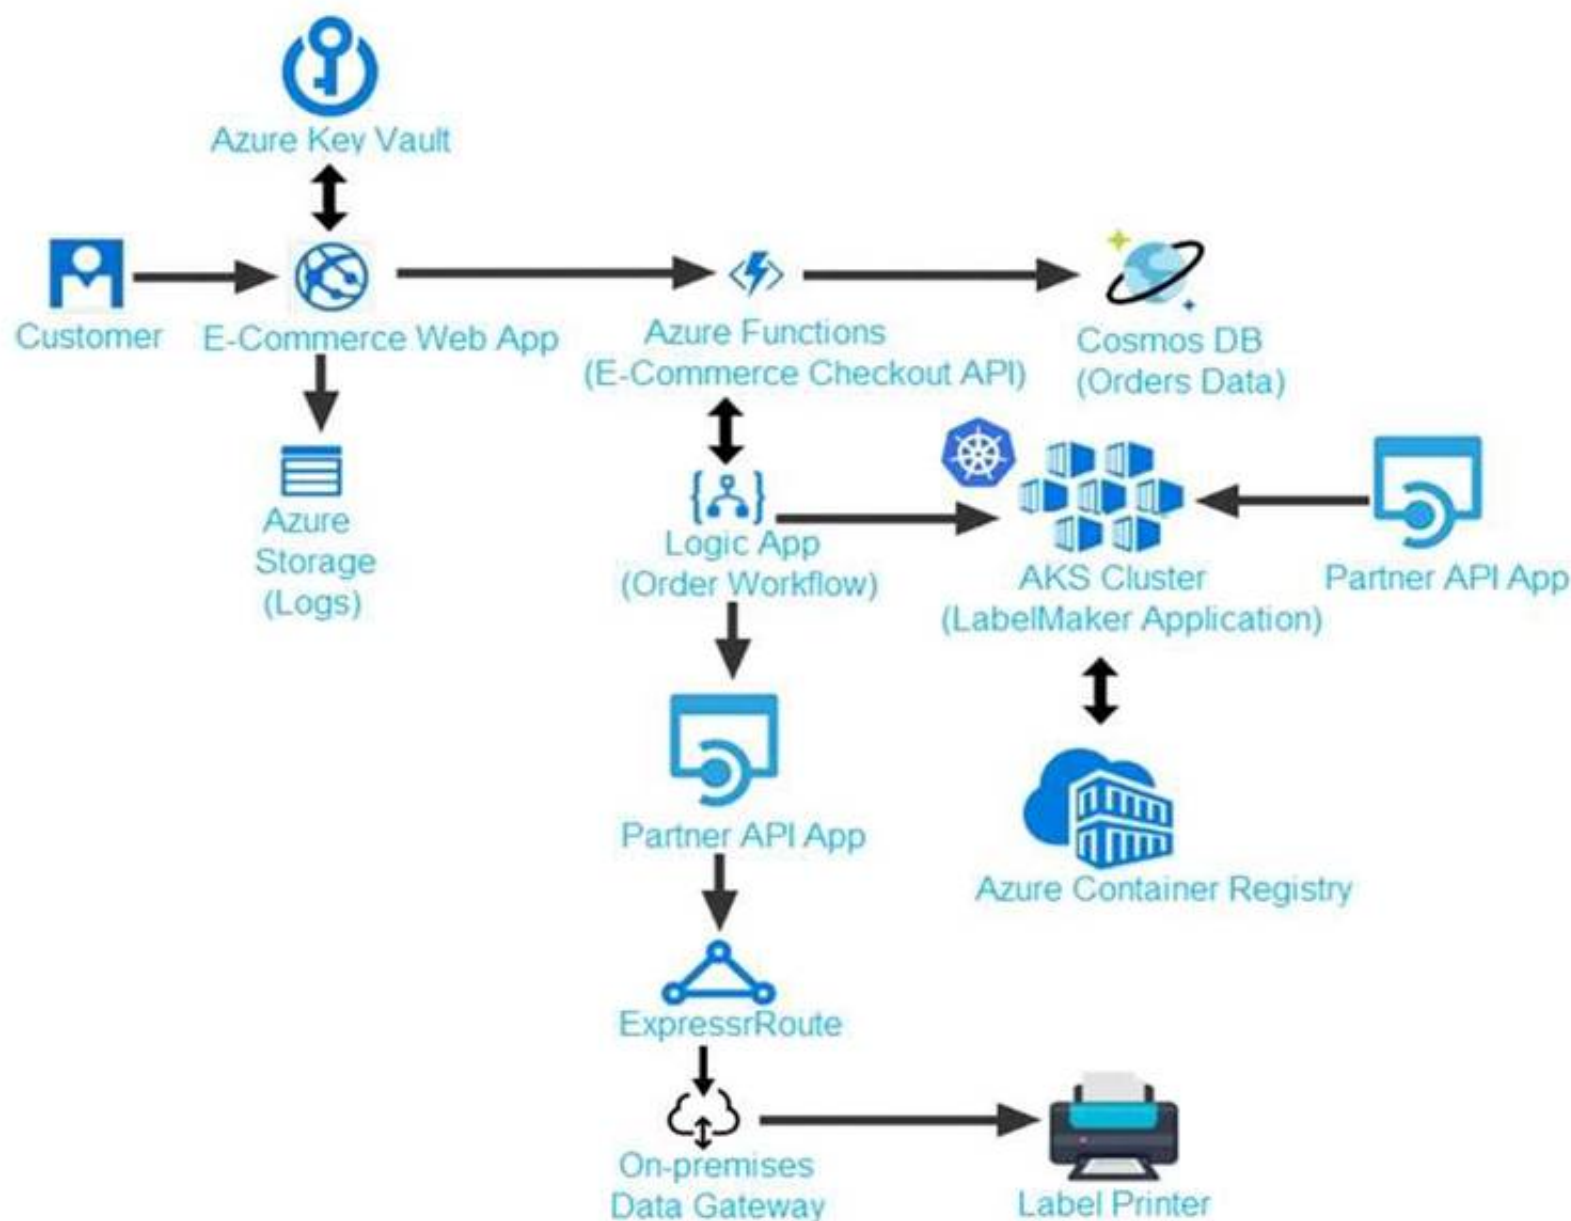 Azure Key Vault
Customer
E-Commerce Web App
Azure Functions
(E-Commerce Checkout API)
Cosmos DB
(Orders Data)
Azure
Storage
(Logs)
Logic App
(Order Workflow)
AKS Cluster
(LabelMaker Application)
Partner API App
Partner API App
Azure Container Registry
ExpressrRoute
On-premises
Data Gateway
Label Printer